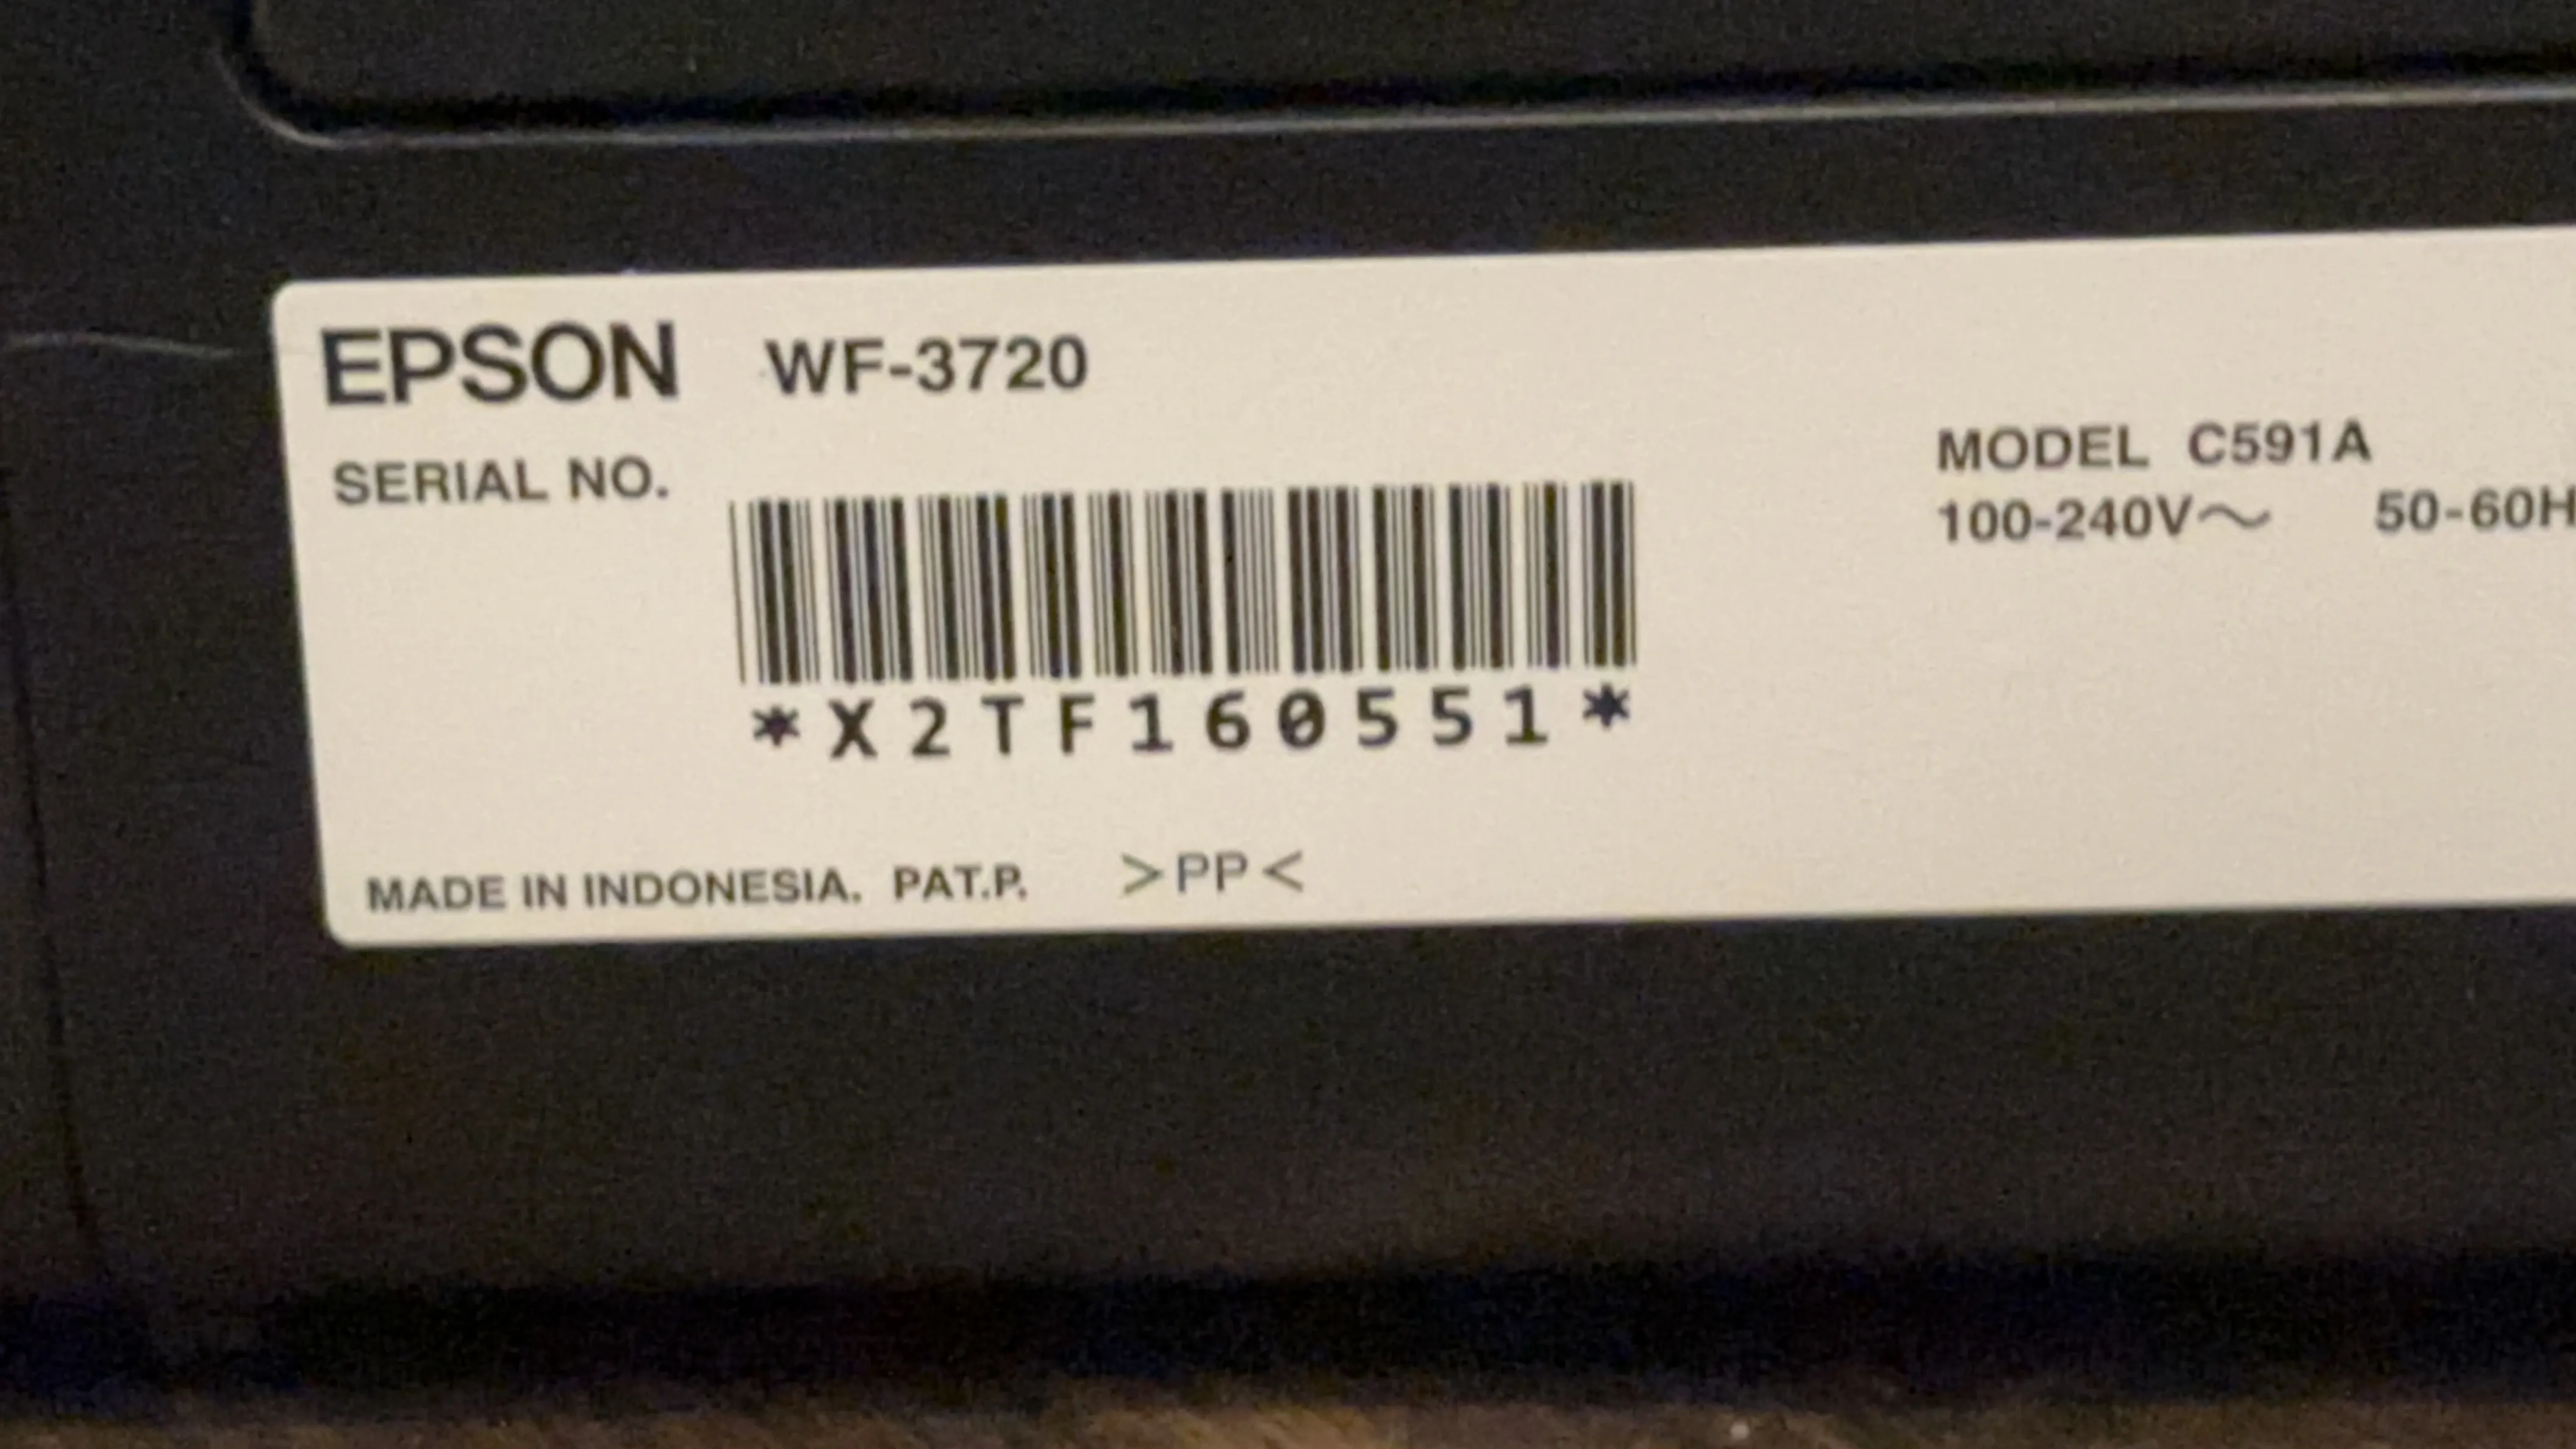 EPSON WF-3720
SERIAL NO.
*X2TF160551*
MADE IN INDONESIA. PAT.P. >PP<
MODEL C591A
100-240V～ 50-60H